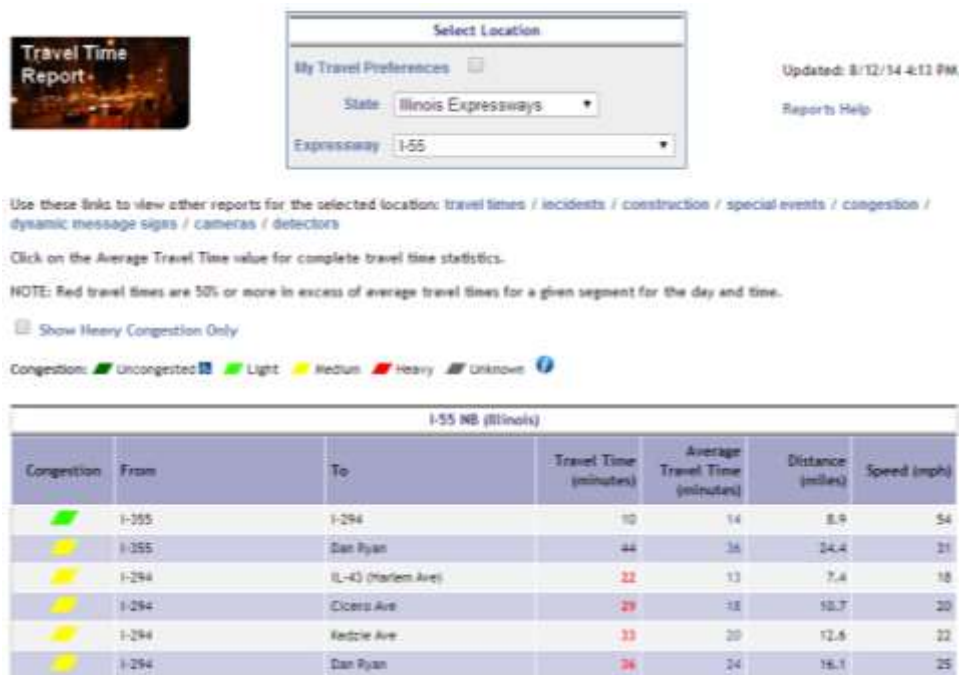 Travel Time
Report
Select Location
My Travel Preferences
State Illinois Expressways
Expressway I-55
Updated: 8/12/14 4:13 PM
Reports Help
Use these links to view other reports for the selected location: travel times / incidents / construction / special events / congestion /
dynamic message signs / cameras / detectors
Click on the Average Travel Time value for complete travel time statistics.
NOTE: Red travel times are 50% or more in excess of average travel times for a given segment for the day and time.
Show Heavy Congestion Only
Congestion: Uncongested Light Medium Heavy Unknown
I-55 NB (Illinois)
Congestion From To Travel Time (minutes) Average Travel Time (minutes) Distance (miles) Speed (mph)
I-355 I-294 10 14 8.9 54
I-355 Dan Ryan 44 36 24.4 31
I-294 IL-43 (Harlem Ave) 22 13 7.4 18
I-294 Cicero Ave 29 18 10.7 20
I-294 Kedzie Ave 33 20 12.6 22
I-294 Dan Ryan 36 24 16.1 25